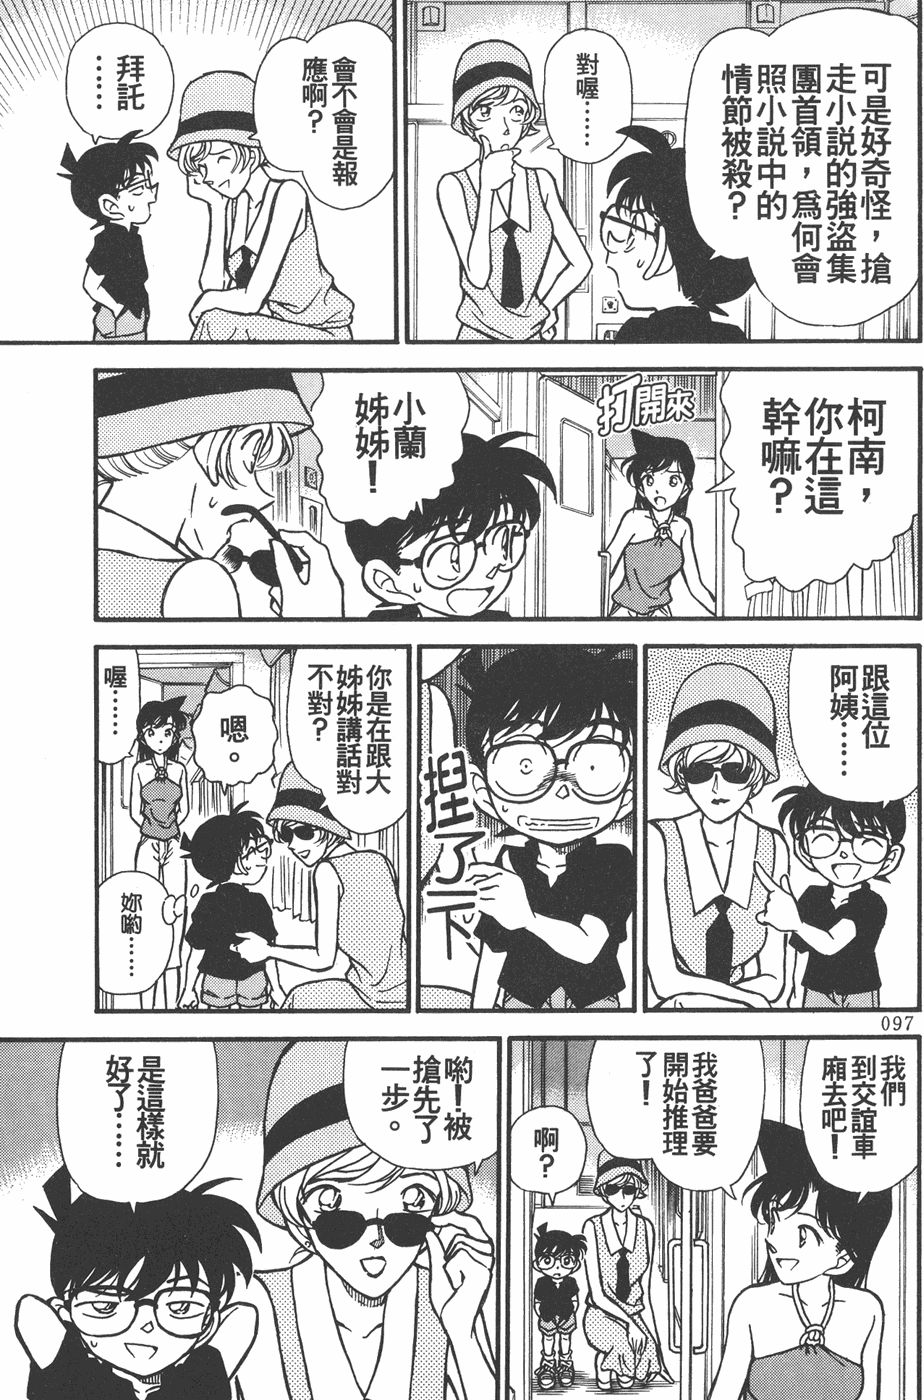 可是好奇怪，搶
走小說的強盜集
團首領，爲何會
照小說中的
情節被殺？
對喔……
會不會是報
應啊？
拜託
……
柯南，
你在這
幹嘛？
打開來
小蘭
姊姊！
跟這位
阿姨……
捏了一下
你是在跟大
姊姊講話對
不對？
嗯。
喔……
妳喲……
097
我們
到交誼車
廂去吧！
我爸爸要
開始推理
了！
啊？
喲！被
搶先了
一步。
是這樣就
好了……